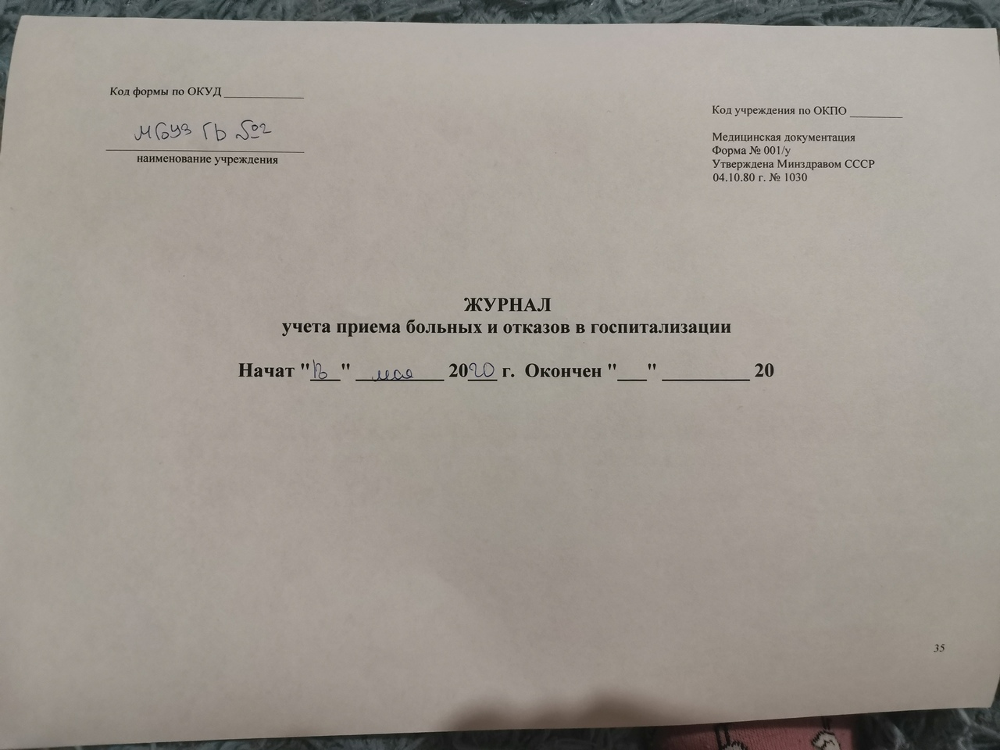 Код формы по ОКУД ____________
МБУЗ ГБ №2
наименование учреждения
Код учреждения по ОКПО _________
Медицинская документация
Форма № 001/у
Утверждена Минздравом СССР
04.10.80 г. № 1030
ЖУРНАЛ
учета приема больных и отказов в госпитализации
Начат "___" мая 2020 г. Окончен "___" _________ 20
35